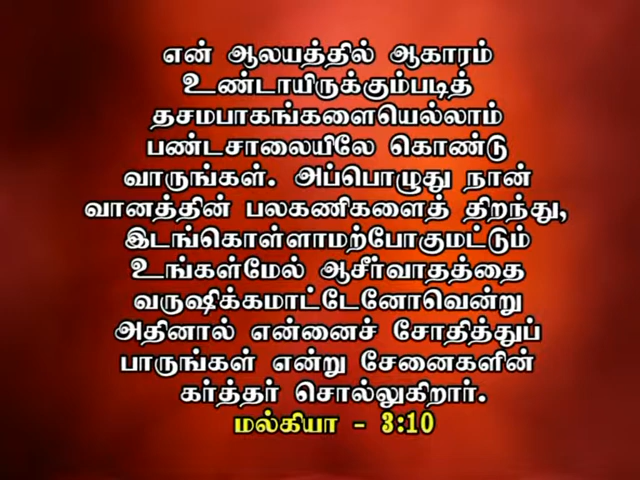 என் ஆலயத்தில் ஆகாரம்
உண்டாயிருக்கும்படித்
தசமபாகங்களையெல்லாம்
பண்டசாலையிலே கொண்டு
வாருங்கள். அப்பொழுது நான்
வானத்தின் பலகணிகளைத் திறந்து,
இடங்கொள்ளாமற்போகுமட்டும்
உங்கள்மேல் ஆசீர்வாதத்தை
வருஷிக்கமாட்டேனோவென்று
அதினால் என்னைச் சோதித்துப்
பாருங்கள் என்று சேனைகளின்
கர்த்தர் சொல்லுகிறார்.
மல்கியா - 3:10